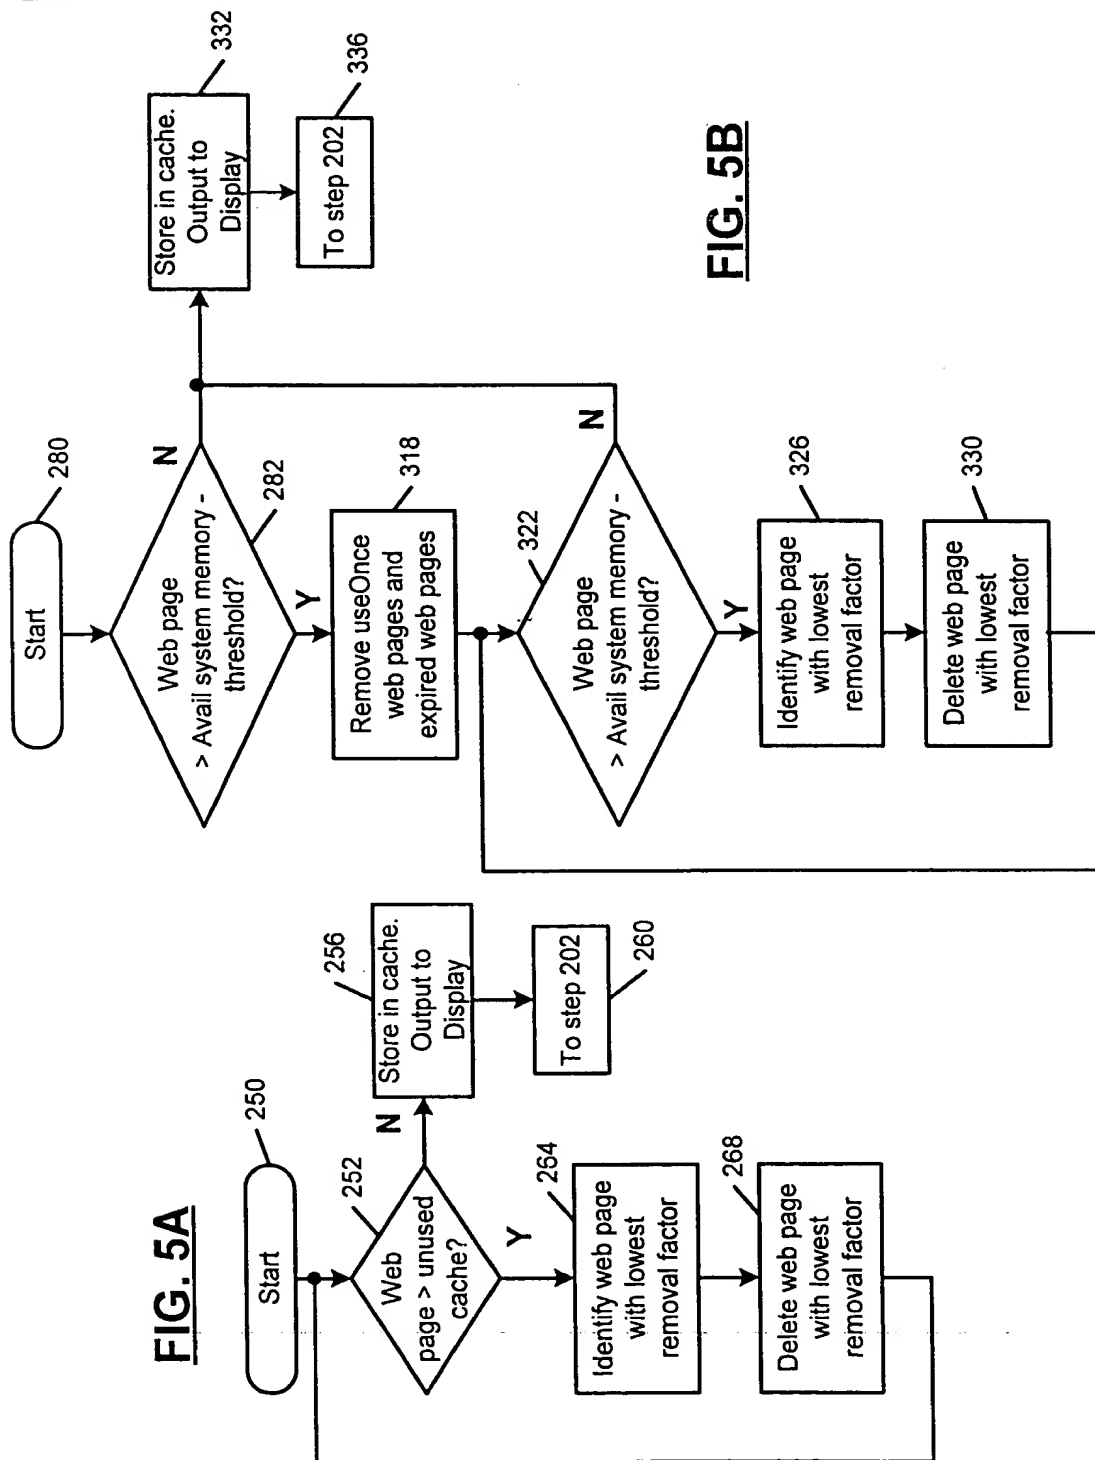 FIG. 5A
Start
250
Web
page > unused
cache?
252
N
Store in cache.
Output to
Display
256
To step 202
260
Y
Identify web page
with lowest
removal factor
264
Delete web page
with lowest
removal factor
268
FIG. 5B
Start
280
Web page
> Avail system memory -
threshold?
282
N
Store in cache.
Output to
Display
332
To step 202
336
Y
Remove useOnce
web pages and
expired web pages
318
Web page
> Avail system memory -
threshold?
322
N
Y
Identify web page
with lowest
removal factor
326
Delete web page
with lowest
removal factor
330